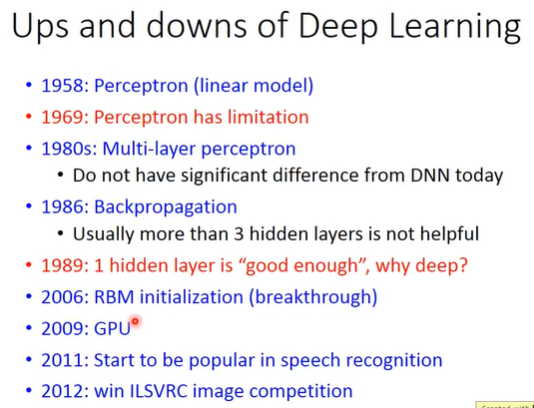 Ups and downs of Deep Learning
• 1958: Perceptron (linear model)
• 1969: Perceptron has limitation
• 1980s: Multi-layer perceptron
• Do not have significant difference from DNN today
• 1986: Backpropagation
• Usually more than 3 hidden layers is not helpful
• 1989: 1 hidden layer is “good enough”, why deep?
• 2006: RBM initialization (breakthrough)
• 2009: GPU
• 2011: Start to be popular in speech recognition
• 2012: win ILSVRC image competition